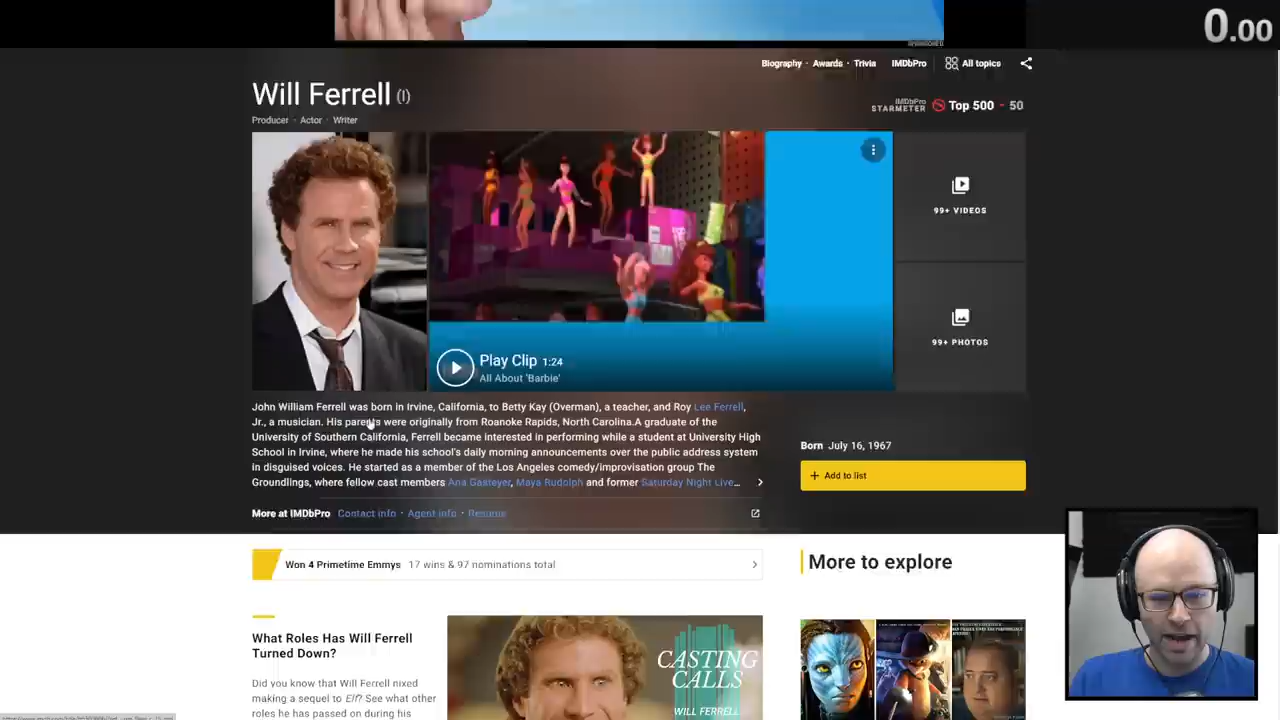 0.00
Biography · Awards · Trivia IMDbPro All topics
Will Ferrell (I)
IMDbPro
STARMETER Top 500 - 50
Producer · Actor · Writer
99+ VIDEOS
Play Clip 1:24
All About 'Barbie'
99+ PHOTOS
John William Ferrell was born in Irvine, California, to Betty Kay (Overman), a teacher, and Roy Lee Ferrell,
Jr., a musician. His parents were originally from Roanoke Rapids, North Carolina.A graduate of the
University of Southern California, Ferrell became interested in performing while a student at University High
School in Irvine, where he made his school's daily morning announcements over the public address system
in disguised voices. He started as a member of the Los Angeles comedy/improvisation group The
Groundlings, where fellow cast members Ana Gasteyer, Maya Rudolph and former Saturday Night Live...
Born July 16, 1967
+ Add to list
More at IMDbPro Contact info · Agent info · Resume
Won 4 Primetime Emmys 17 wins & 97 nominations total
More to explore
What Roles Has Will Ferrell
Turned Down?
Did you know that Will Ferrell nixed
making a sequel to Elf? See what other
roles he has passed on during his
CASTING
CALLS
WILL FERRELL